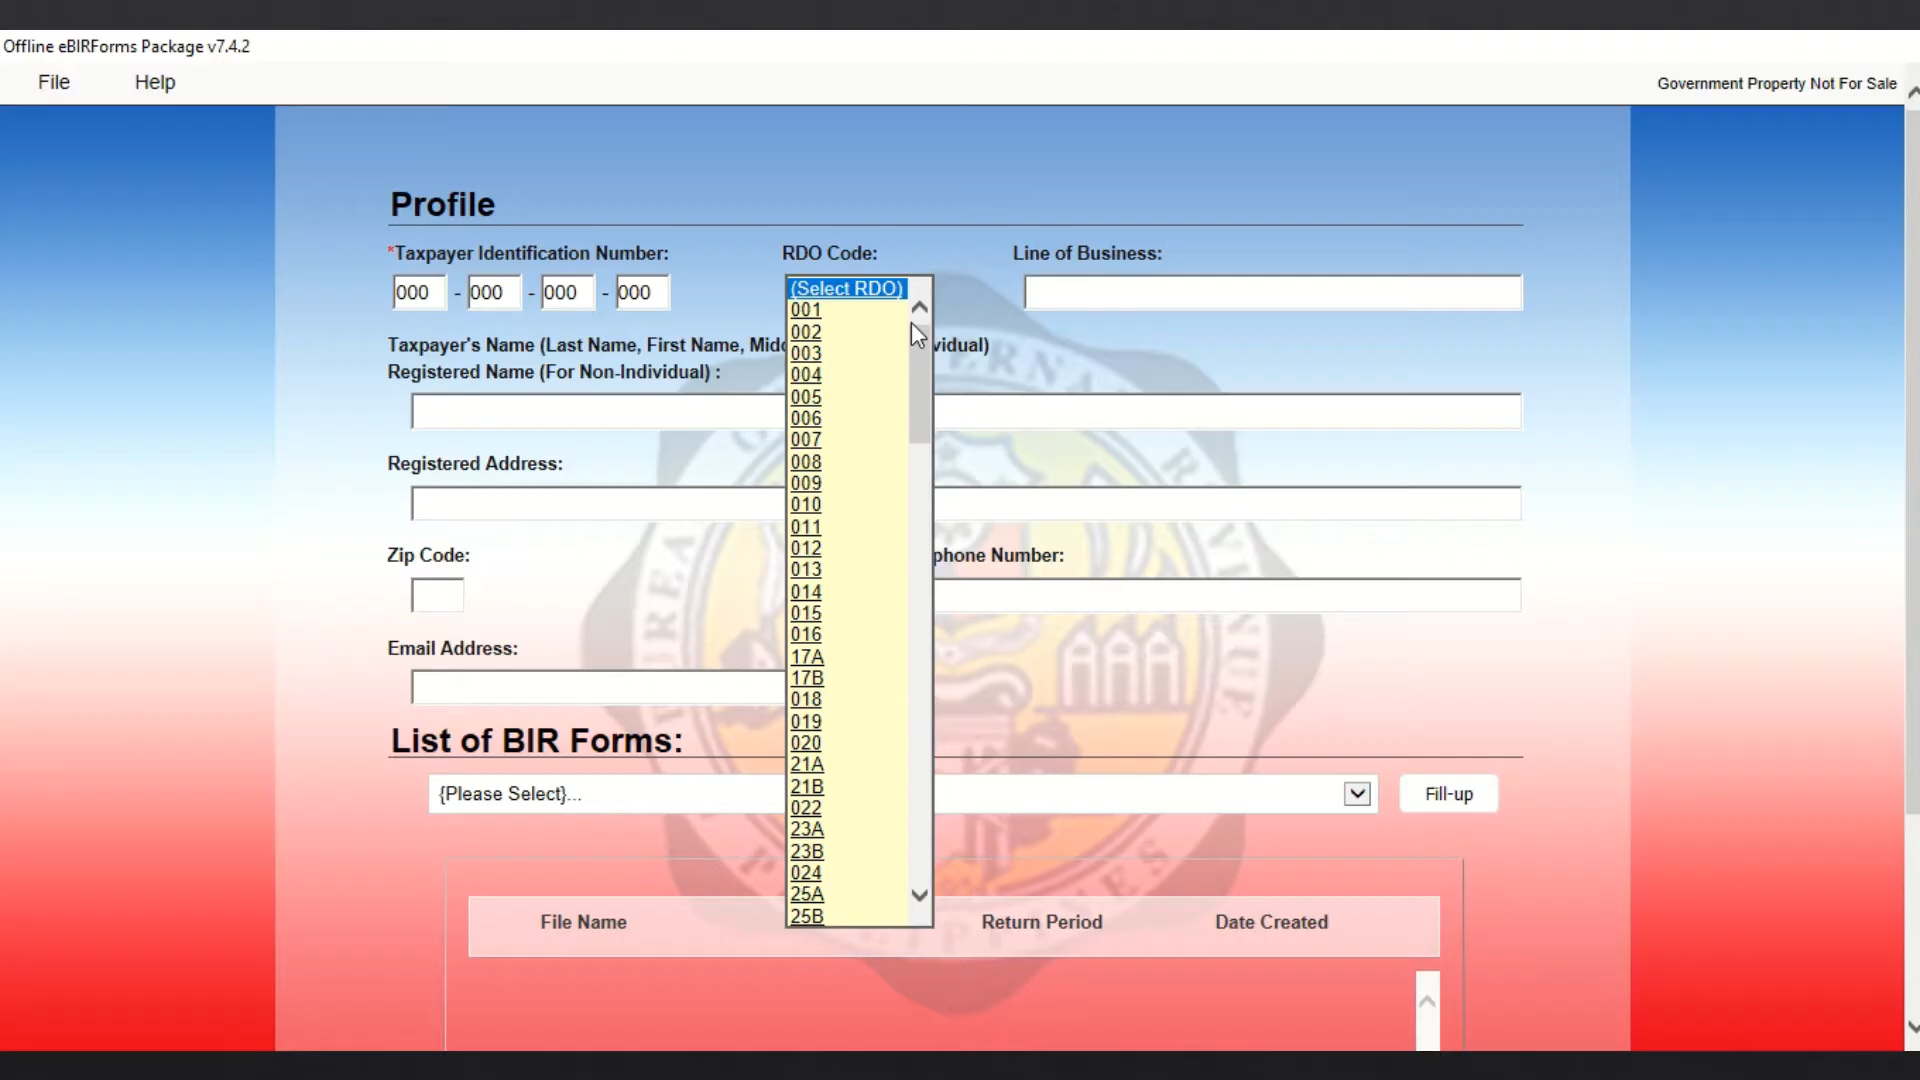 Offline eBIRForms Package v7.4.2
File Help Government Property Not For Sale
Profile
*Taxpayer Identification Number: RDO Code: Line of Business:
000 - 000 - 000 - 000
(Select RDO)
001
002
003
004
005
006
007
008
009
010
011
012
013
014
015
016
17A
17B
018
019
020
21A
21B
022
23A
23B
024
25A
25B
Taxpayer's Name (Last Name, First Name, vidual)
Registered Name (For Non-Individual) :
Registered Address:
Zip Code: phone Number:
Email Address:
List of BIR Forms:
{Please Select}... Fill-up
File Name Return Period Date Created